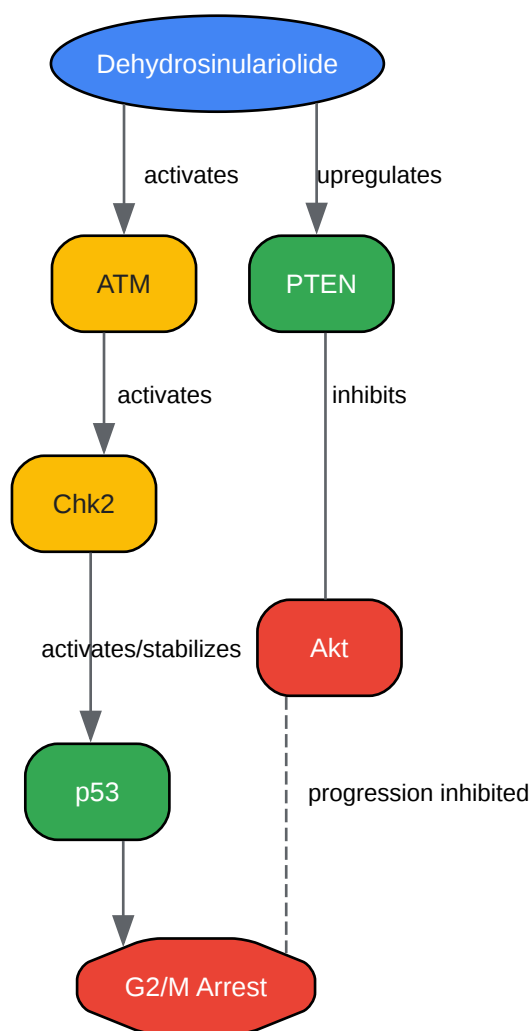 Dehydrosinulariolide
activates
upregulates
ATM
PTEN
activates
inhibits
Chk2
activates/stabilizes
Akt
p53
progression inhibited
G2/M Arrest